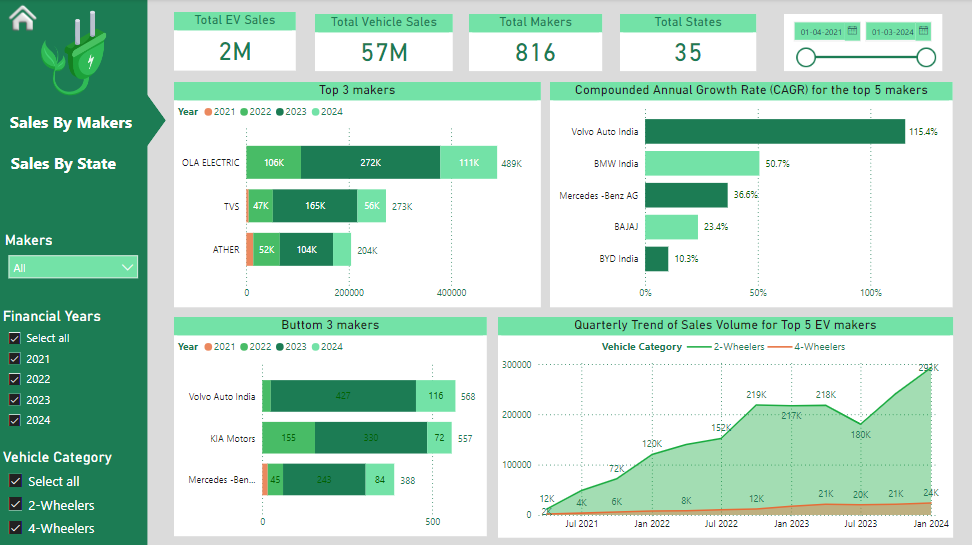 Total EV Sales
2M
Total Vehicle Sales
57M
Total Makers
816
Total States
35
01-04-2021
01-03-2024
Sales By Makers
Sales By State
Makers
All
Financial Years
Select all
2021
2022
2023
2024
Vehicle Category
Select all
2-Wheelers
4-Wheelers
Top 3 makers
Year 2021 2022 2023 2024
OLA ELECTRIC 106K 272K 111K 489K
TVS 47K 165K 56K 273K
ATHER 52K 104K 204K
0 200000 400000
Compounded Annual Growth Rate (CAGR) for the top 5 makers
Volvo Auto India 115.4%
BMW India 50.7%
Mercedes -Benz AG 36.6%
BAJAJ 23.4%
BYD India 10.3%
0% 50% 100%
Buttom 3 makers
Year 2021 2022 2023 2024
Volvo Auto India 427 116 568
KIA Motors 155 330 72 557
Mercedes -Ben... 45 243 84 388
0 500
Quarterly Trend of Sales Volume for Top 5 EV makers
Vehicle Category 2-Wheelers 4-Wheelers
300000
200000
100000
0
12K 72K 120K 152K 219K 217K 218K 180K
4K 6K 8K 12K 21K 20K 21K 24K
Jul 2021 Jan 2022 Jul 2022 Jan 2023 Jul 2023 Jan 2024